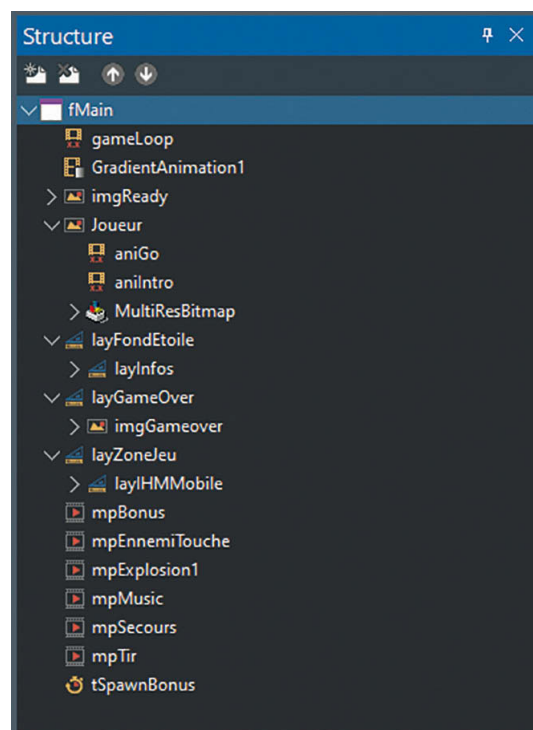 Structure
fMain
gameLoop
GradientAnimation1
imgReady
Joueur
aniGo
aniIntro
MultiResBitmap
layFondEtoile
layInfos
layGameOver
imgGameover
layZoneJeu
layIHMMobile
mpBonus
mpEnnemiTouche
mpExplosion1
mpMusic
mpSecours
mpTir
tSpawnBonus